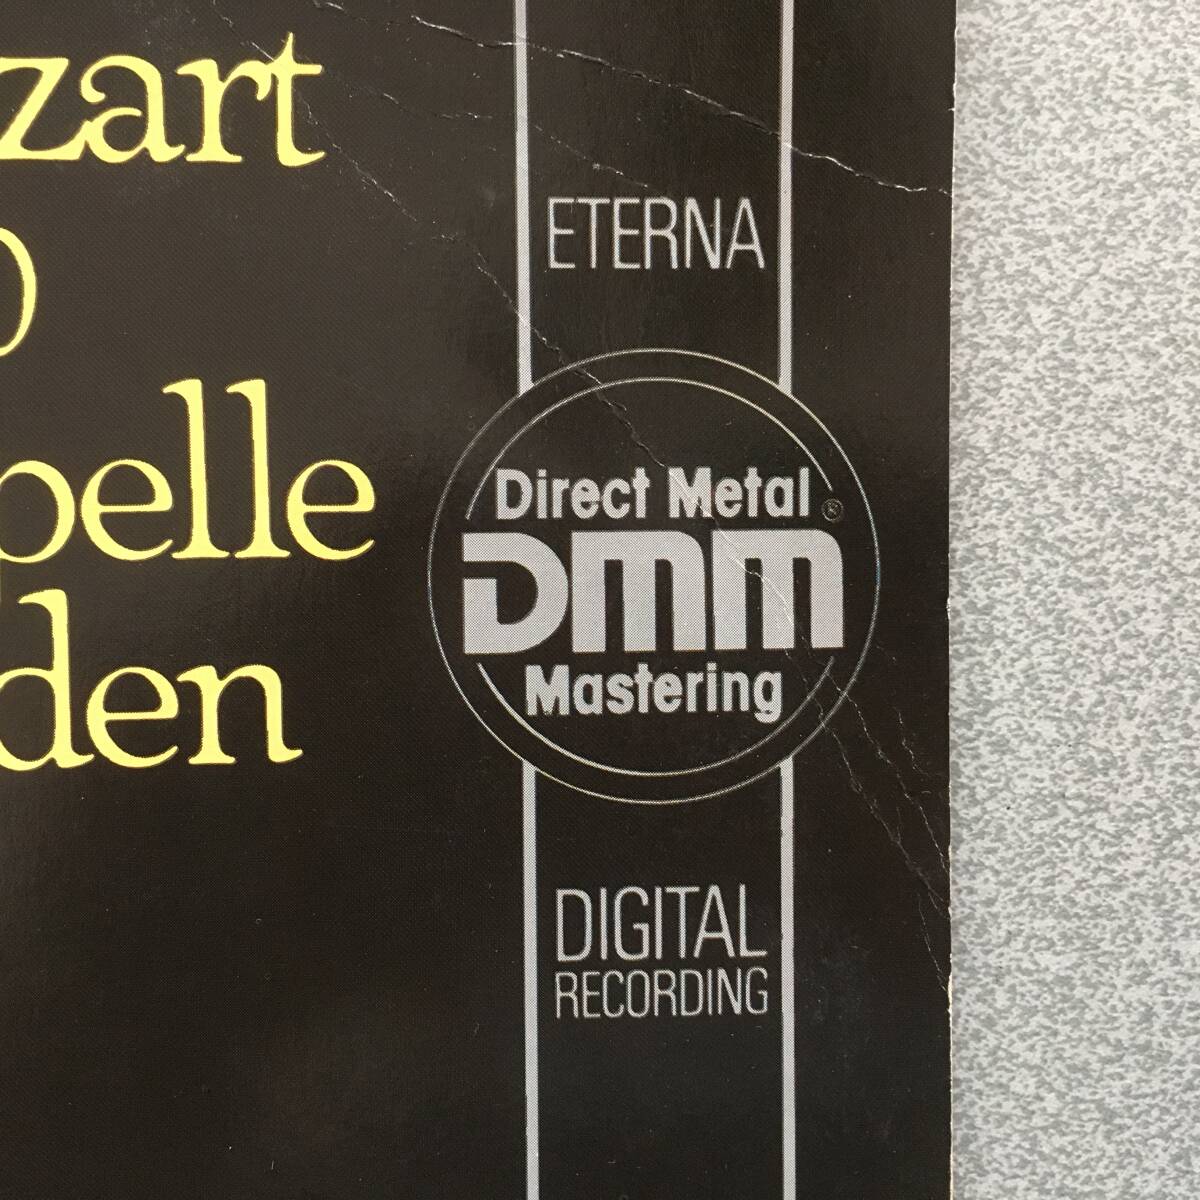 zart
ETERNA
0
pelle
Direct Metal
DMM
®
Mastering
den
DIGITAL
RECORDING